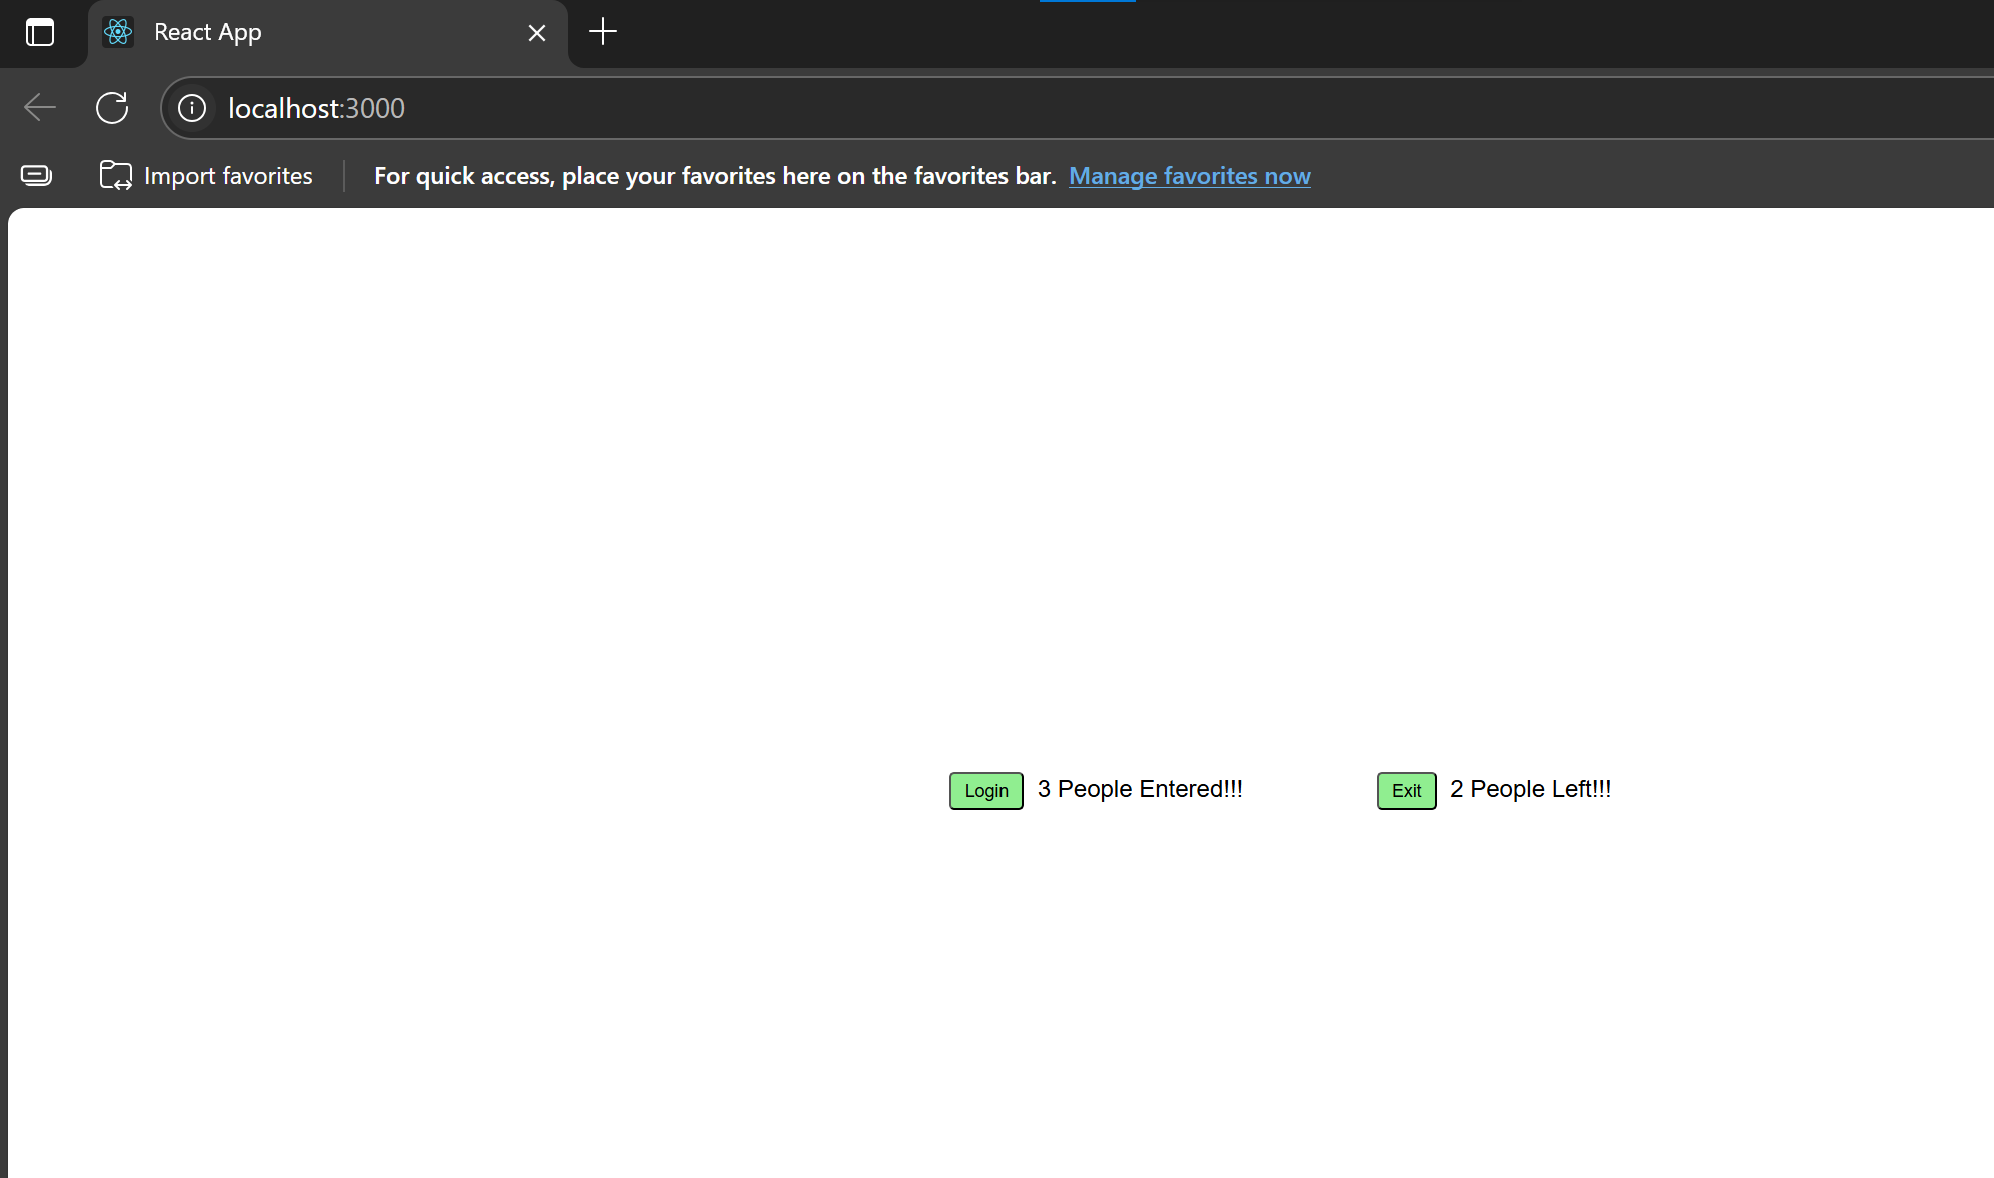 React App
localhost:3000
Import favorites For quick access, place your favorites here on the favorites bar. Manage favorites now
Login 3 People Entered!!! Exit 2 People Left!!!